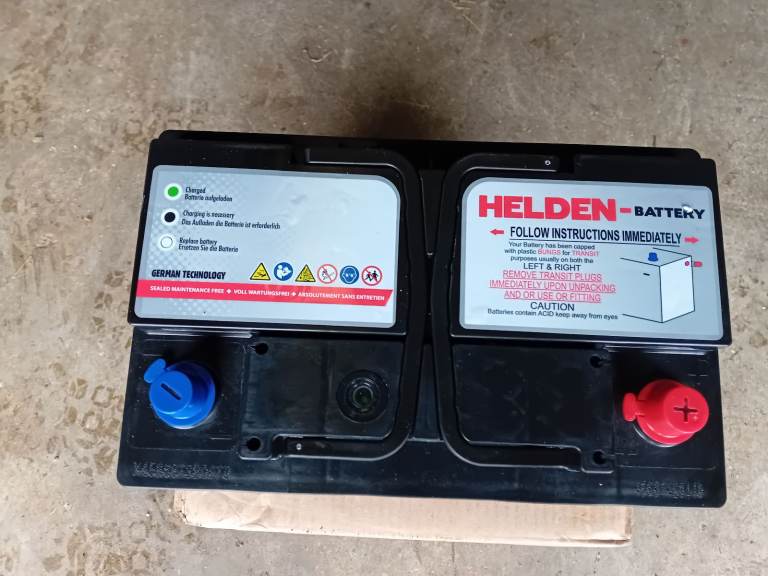 Charged
Batterie aufgeladen
Charging is necessery
Das Aufladen die Batterie ist erforderlich
Replace battery
Ersetzen Sie die Batterie
GERMAN TECHNOLOGY
SEALED MAINTENANCE FREE + VOLL WARTUNGSFREI + ABSOLUTEMENT SANS ENTRETIEN
HELDEN-BATTERY
FOLLOW INSTRUCTIONS IMMEDIATELY
Your Battery has been capped
with plastic BUNGS for TRANSIT
purposes usually on both the
LEFT & RIGHT
REMOVE TRANSIT PLUGS
IMMEDIATELY UPON UNPACKING
AND OR USE OR FITTING
CAUTION
Batteries contain ACID keep away from eyes